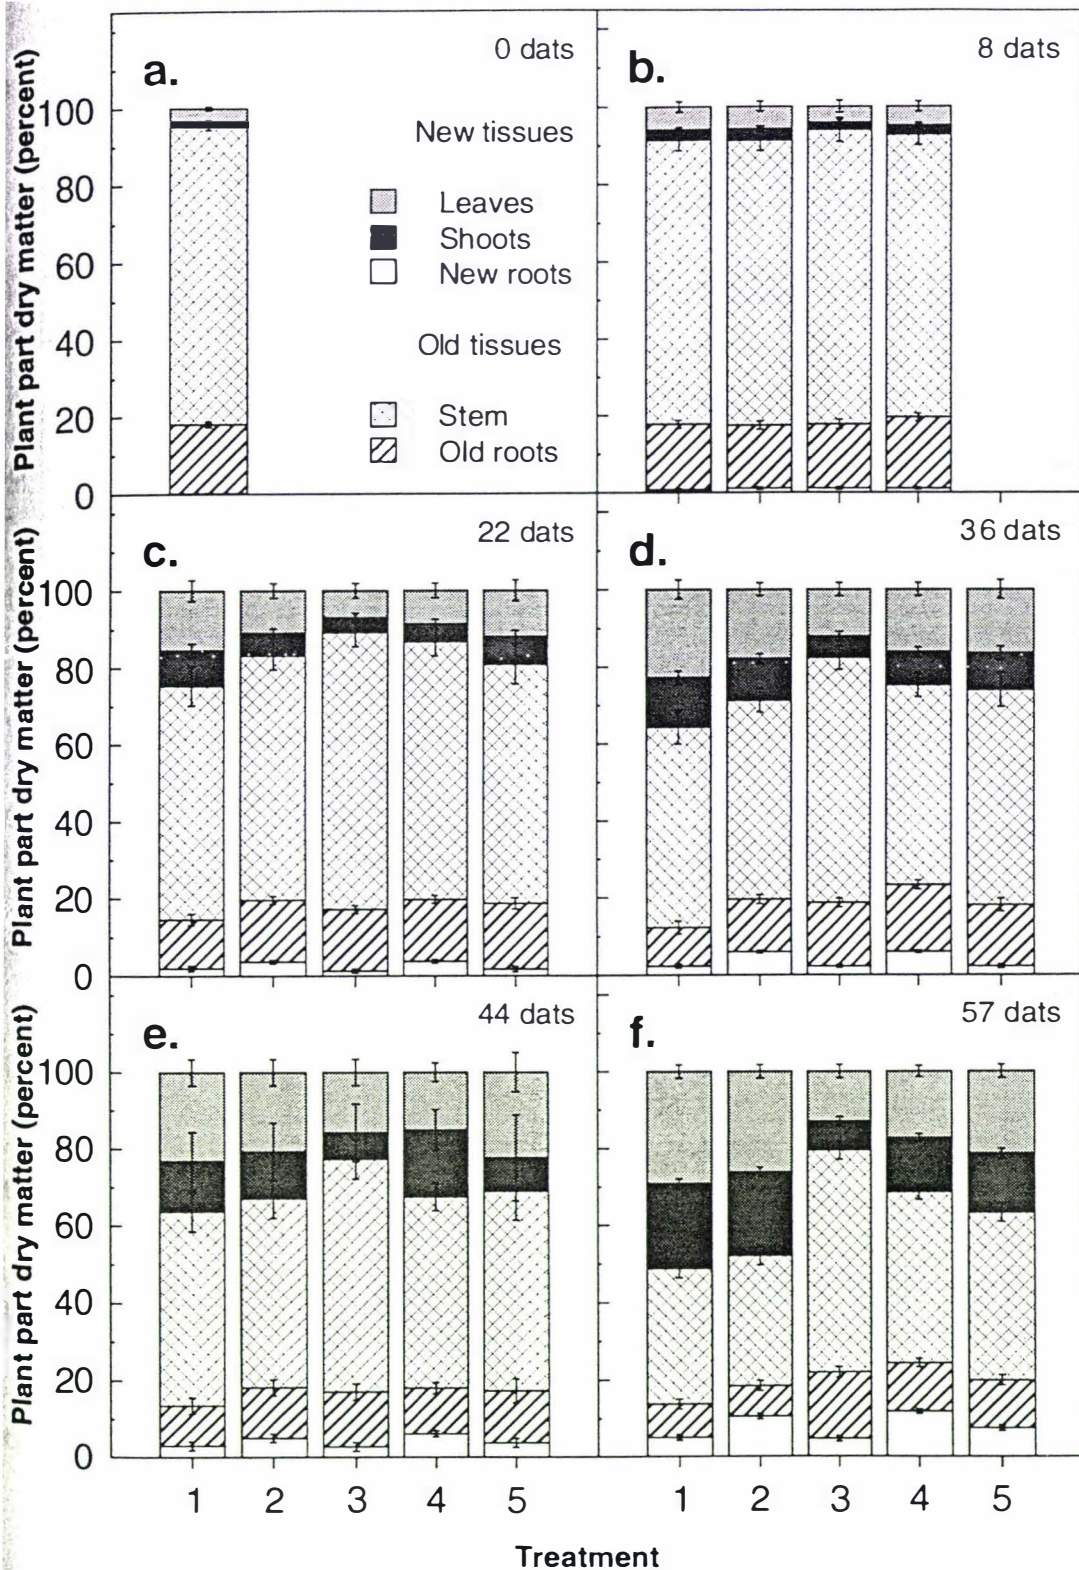 Plant part dry matter (percent)
a.
0 dats
100
80
60
40
20
0
New tissues
Leaves
Shoots
New roots
Old tissues
Stem
Old roots
b.
8 dats
Plant part dry matter (percent)
c.
22 dats
100
80
60
40
20
0
d.
36 dats
Plant part dry matter (percent)
e.
44 dats
100
80
60
40
20
0
1 2 3 4 5
f.
57 dats
1 2 3 4 5
Treatment